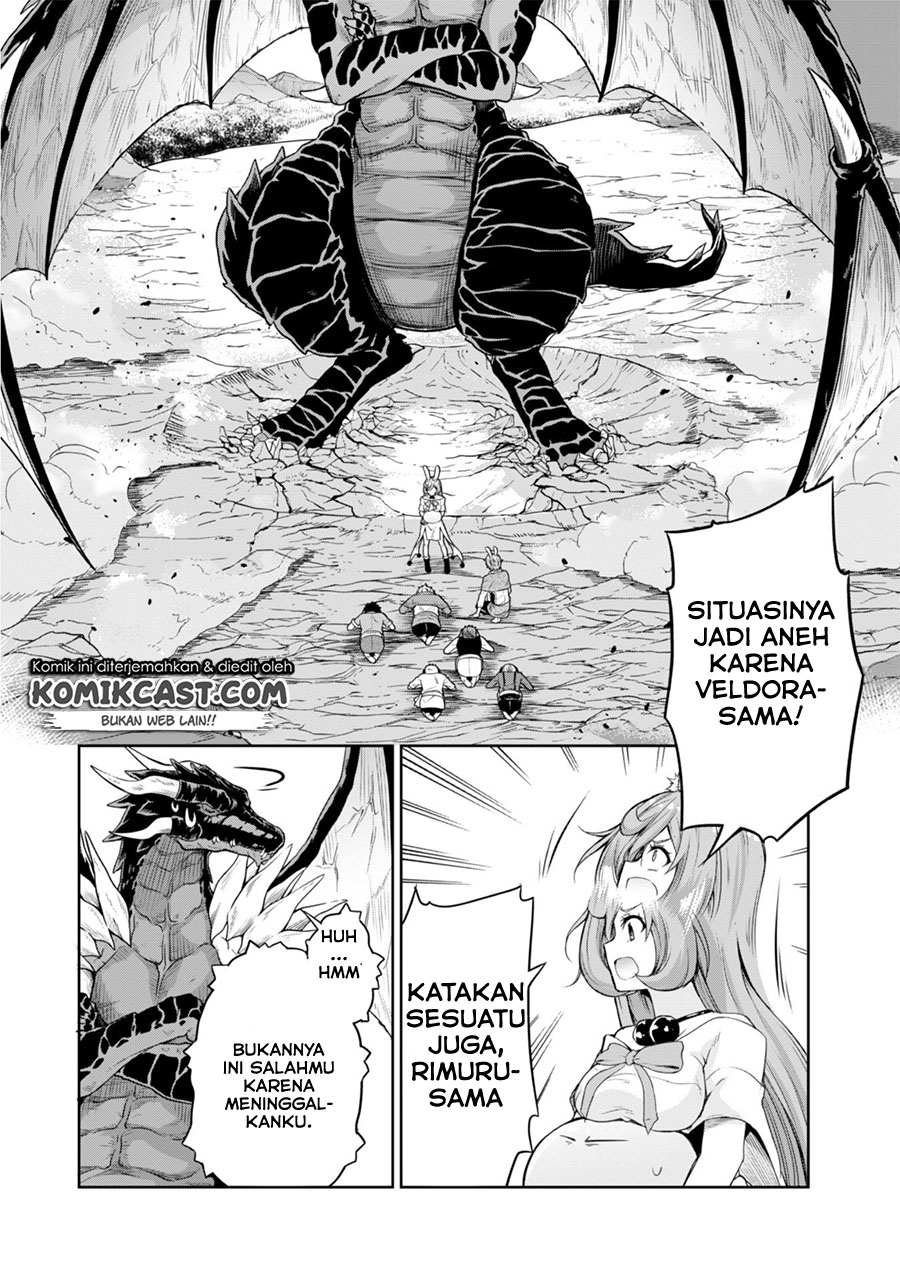 SITUASINYA
JADI ANEH
KARENA
VELDORA-
SAMA!
Komik ini diterjemahkan & diedit oleh
KOMIKCAST.COM
BUKAN WEB LAIN!!
KATAKAN
SESUATU
JUGA,
RIMURU-
SAMA
HUH
...
HMM
BUKANNYA
INI SALAHMU
KARENA
MENINGGAL-
KANKU.